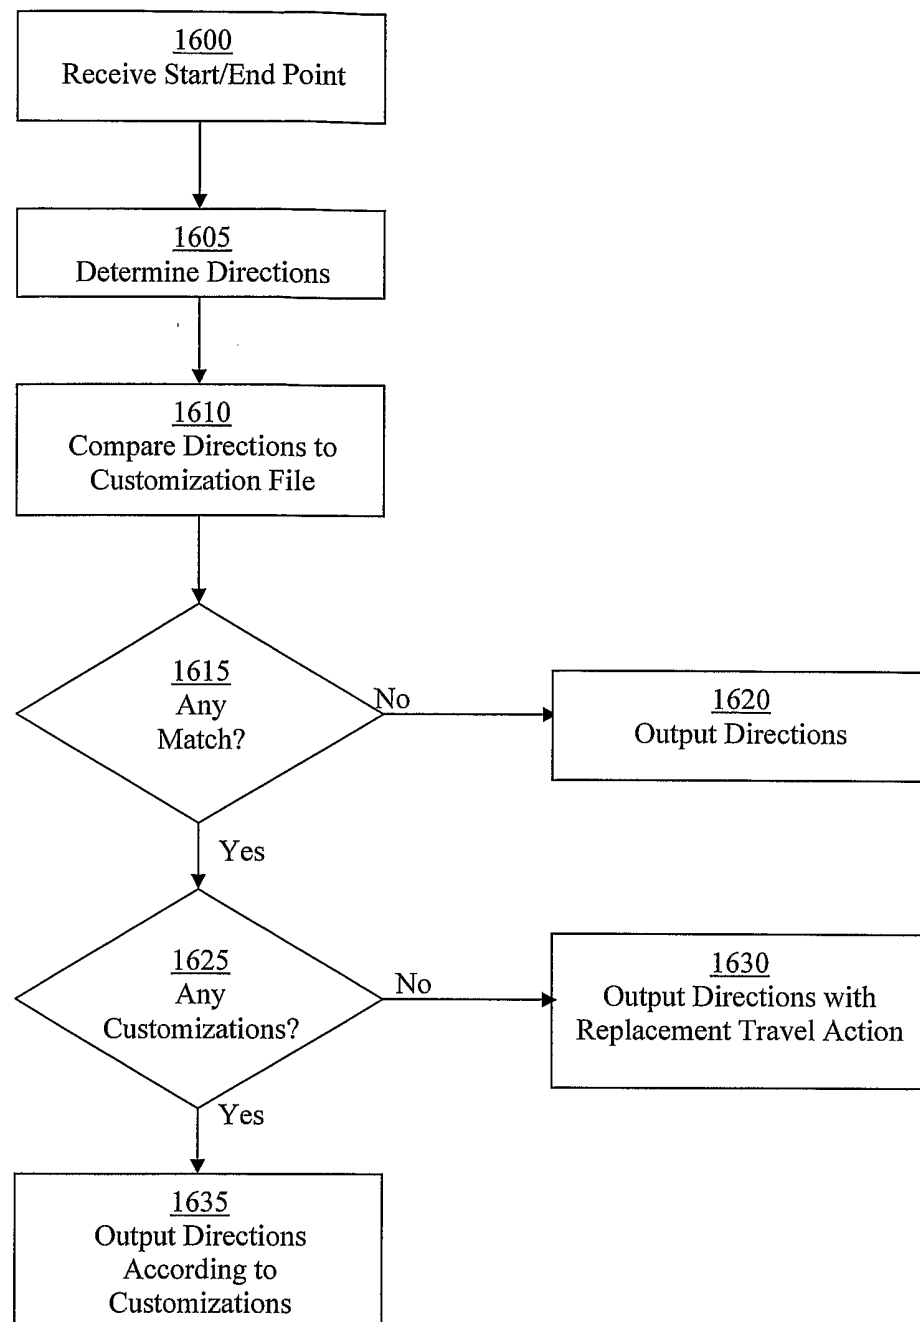 1600
Receive Start/End Point
1605
Determine Directions
1610
Compare Directions to
Customization File
1615
Any
Match?
No
1620
Output Directions
Yes
1625
Any
Customizations?
No
1630
Output Directions with
Replacement Travel Action
Yes
1635
Output Directions
According to
Customizations